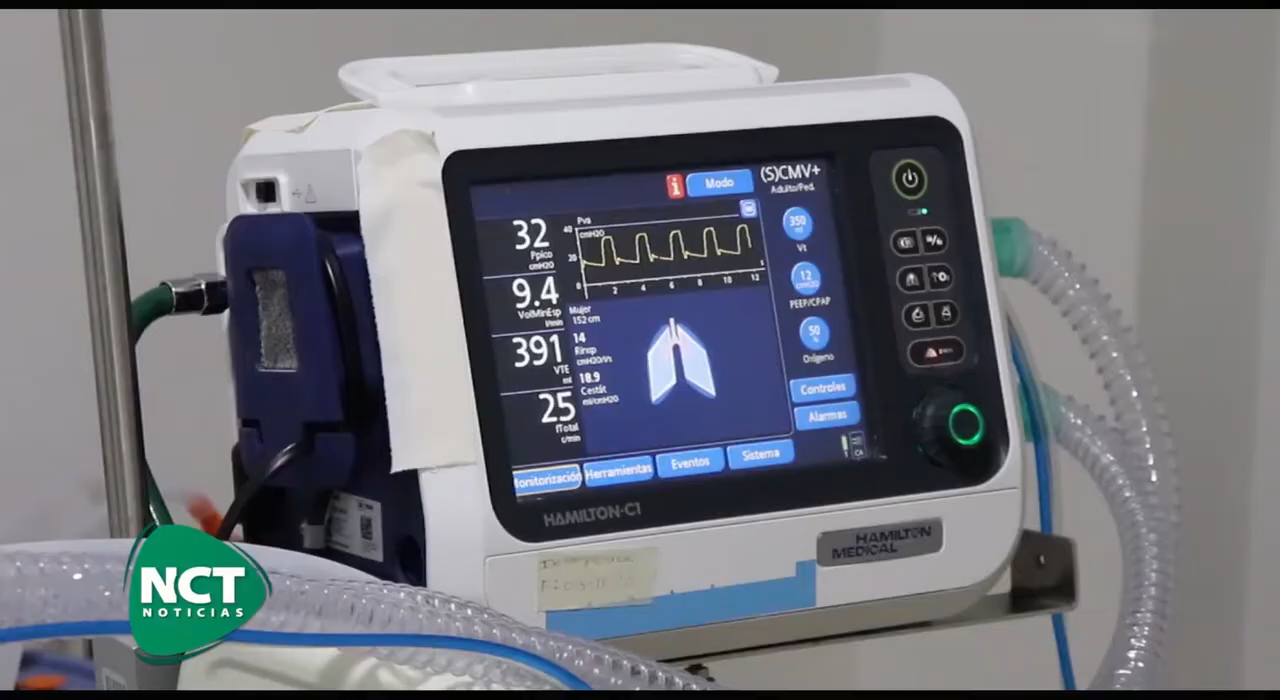 (S)CMV+
Modo
Adulto/Ped.
32
Ppico
cmH2O
9.4
VolMinEsp
l/min
391
VTE
ml
25
fTotal
c/min
Pva
cmH2O
40
20
0
2
4
6
8
10
12
s
Mujer
152 cm
14
Rinsp
cmH2O/l/s
18.9
Cestát
ml/cmH2O
350
ml
Vt
12
cmH2O
PEEP/CPAP
50
%
Oxígeno
Controles
Alarmas
Monitorización
Herramientas
Eventos
Sistema
HAMILTON-C1
HAMILTON
MEDICAL
NCT
NOTICIAS